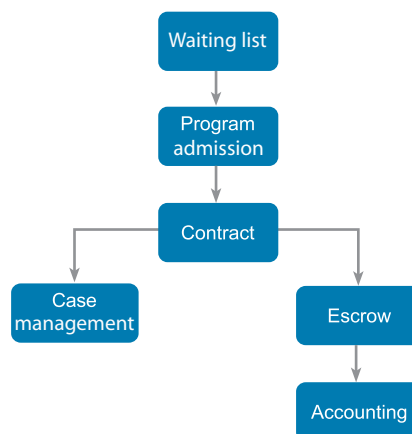 Waiting list
Program
admission
Contract
Case
management
Escrow
Accounting